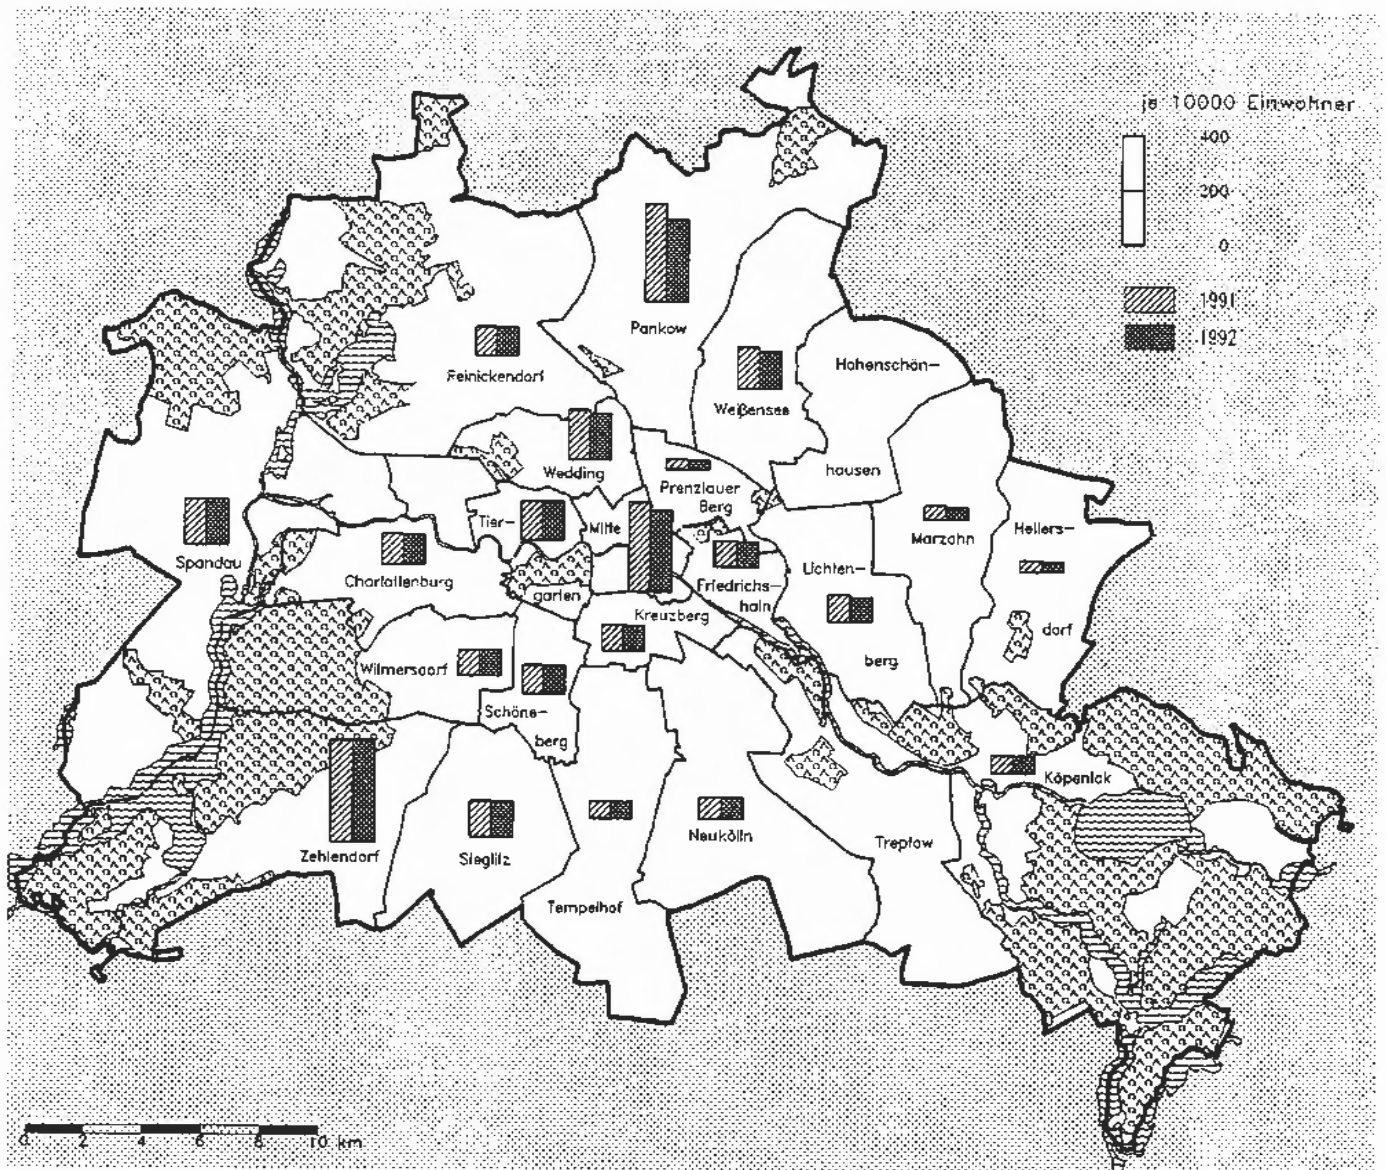 je 10000 Einwohner
400
200
0
1991
1992
Pankow
Reinickendorf
Hohenschön-
Weißensee
Wedding
hausen
Prenzlauer
Berg
Tier-
Mitte
Marzahn
Hellers-
Spandau
Charlottenburg
Friedrichs-
hain
Lichten-
garten
Kreuzberg
dorf
Wilmersdorf
berg
Schöne-
berg
Köpenick
Zehlendorf
Steglitz
Neukölln
Treptow
Tempelhof
0 2 4 6 8 10 km